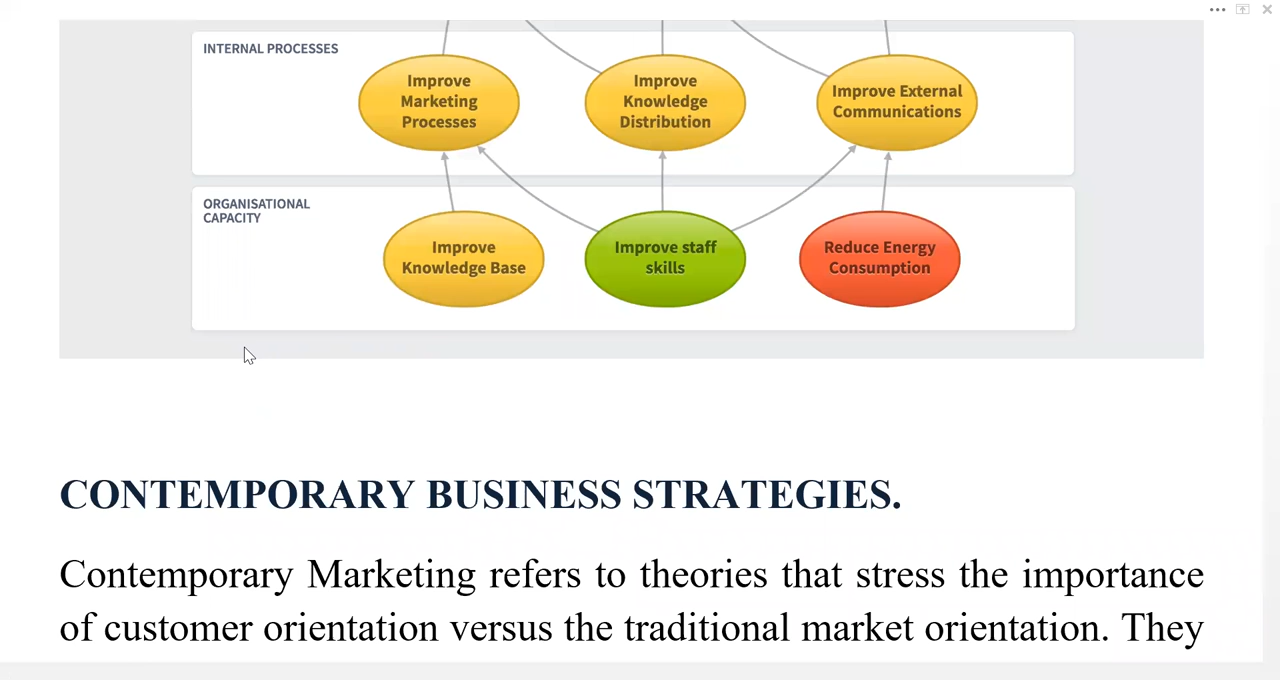 INTERNAL PROCESSES
Improve
Marketing
Processes
Improve
Knowledge
Distribution
Improve External
Communications
ORGANISATIONAL
CAPACITY
Improve
Knowledge Base
Improve staff
skills
Reduce Energy
Consumption
CONTEMPORARY BUSINESS STRATEGIES.
Contemporary Marketing refers to theories that stress the importance
of customer orientation versus the traditional market orientation. They